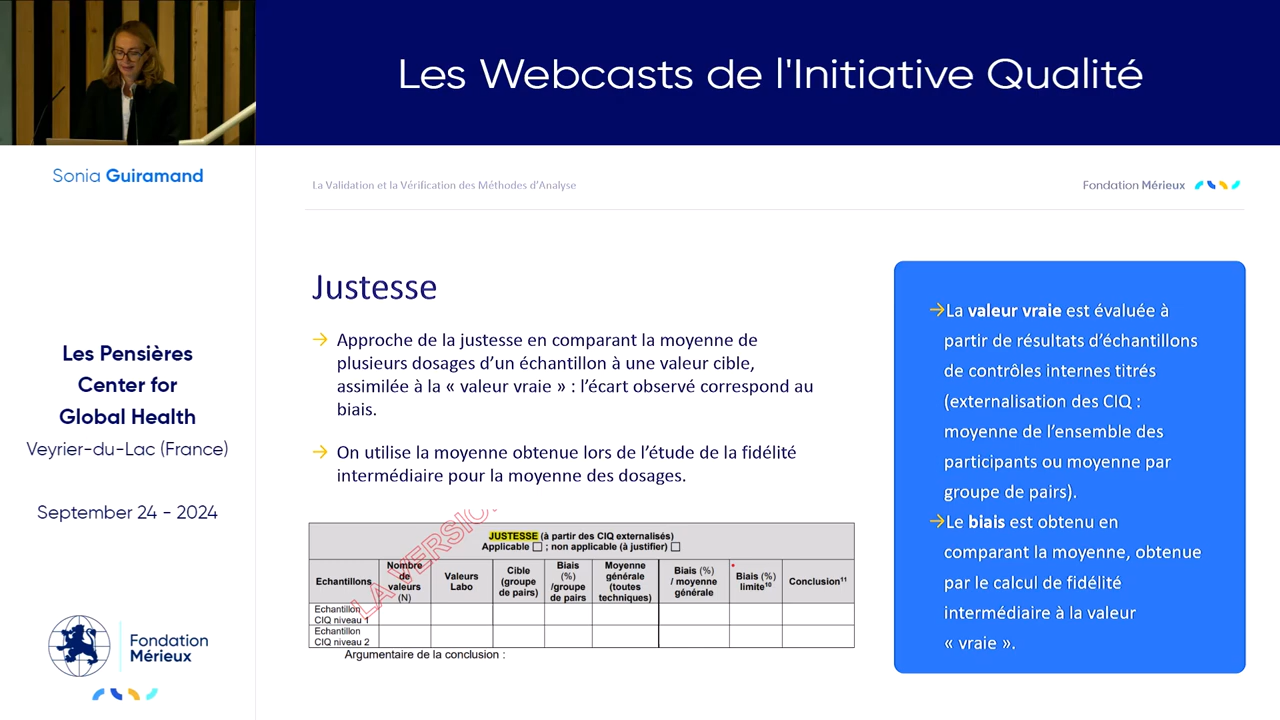 Les Webcasts de l'Initiative Qualité
Sonia Guiramand
Les Pensières
Center for
Global Health
Veyrier-du-Lac (France)
September 24 - 2024
Fondation
Mérieux
La Validation et la Vérification des Méthodes d'Analyse
Fondation Mérieux
Justesse
→ Approche de la justesse en comparant la moyenne de
plusieurs dosages d'un échantillon à une valeur cible,
assimilée à la « valeur vraie » : l'écart observé correspond au
biais.
→ On utilise la moyenne obtenue lors de l'étude de la fidélité
intermédiaire pour la moyenne des dosages.
LA VERSIO
JUSTESSE (à partir des CIQ externalisés)
Applicable ☐ ; non applicable (à justifier) ☐
Echantillons
Nombre
de
valeurs
(N)
Valeurs
Labo
Cible
(groupe
de pairs)
Biais
(%)
/groupe
de pairs
Moyenne
générale
(toutes
techniques)
Biais (%)
/ moyenne
générale
* Biais (%)
limite¹⁰
Conclusion¹¹
Echantillon
CIQ niveau 1
Echantillon
CIQ niveau 2
Argumentaire de la conclusion :
→La valeur vraie est évaluée à
partir de résultats d'échantillons
de contrôles internes titrés
(externalisation des CIQ :
moyenne de l'ensemble des
participants ou moyenne par
groupe de pairs).
→Le biais est obtenu en
comparant la moyenne, obtenue
par le calcul de fidélité
intermédiaire à la valeur
« vraie ».